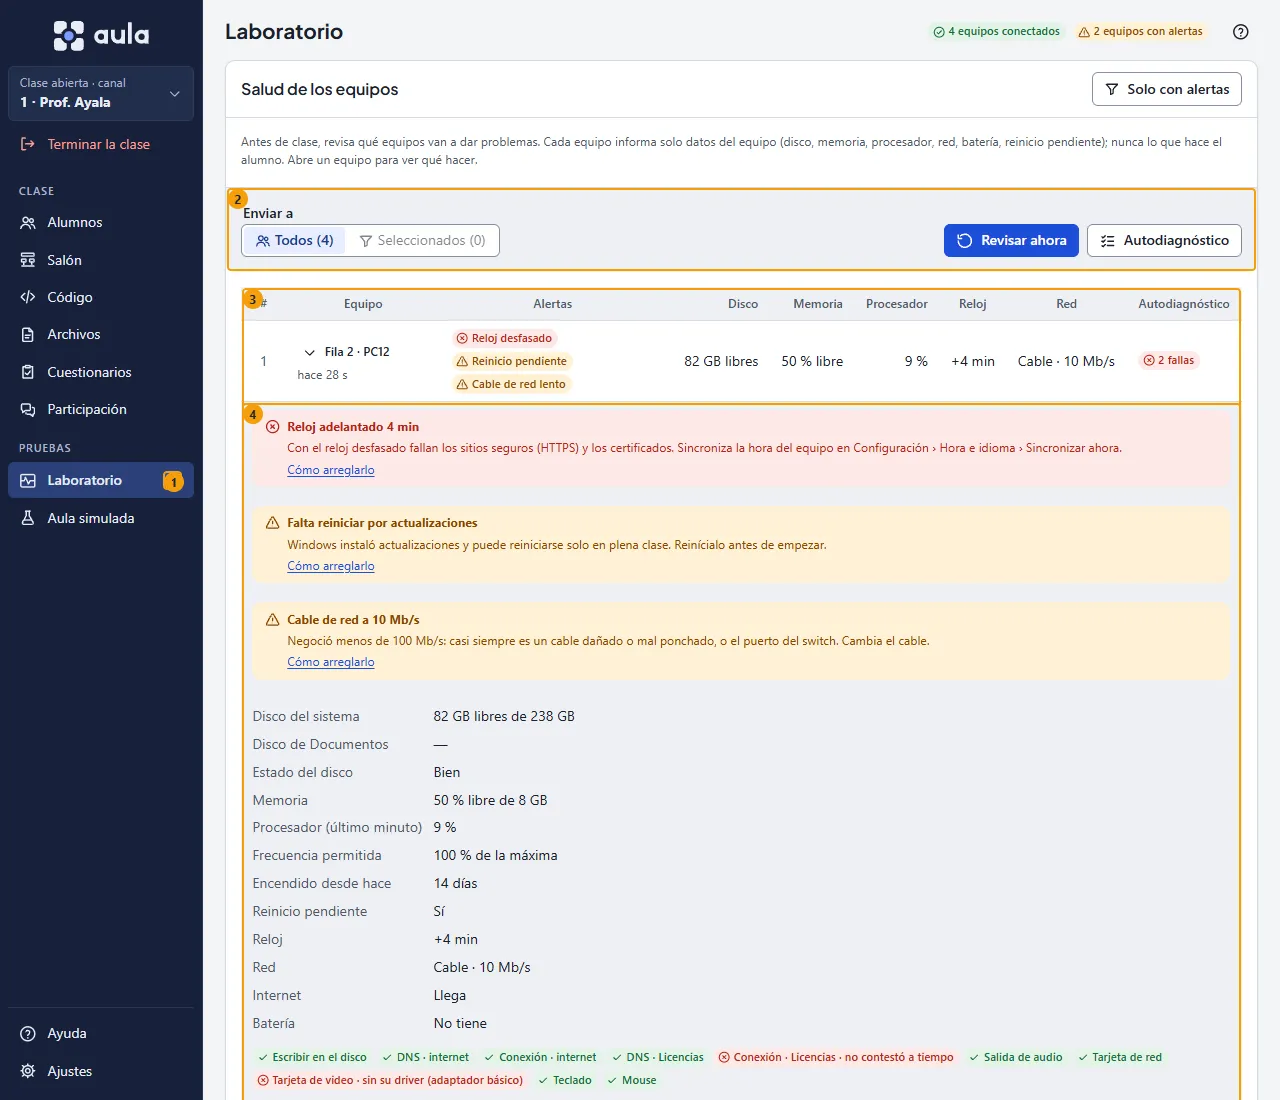 aula
Clase abierta · canal
1 · Prof. Ayala
Terminar la clase
CLASE
Alumnos
Salón
Código
Archivos
Cuestionarios
Participación
PRUEBAS
Laboratorio
1
Aula simulada
Ayuda
Ajustes
Laboratorio
4 equipos conectados
2 equipos con alertas
Salud de los equipos
Solo con alertas
Antes de clase, revisa qué equipos van a dar problemas. Cada equipo informa solo datos del equipo (disco, memoria, procesador, red, batería, reinicio pendiente); nunca lo que hace el
alumno. Abre un equipo para ver qué hacer.
2
Enviar a
Todos (4)
Seleccionados (0)
Revisar ahora
Autodiagnóstico
3
# Equipo Alertas Disco Memoria Procesador Reloj Red Autodiagnóstico
1
Fila 2 · PC12
hace 28 s
Reloj desfasado
Reinicio pendiente
Cable de red lento
82 GB libres
50 % libre
9 %
+4 min
Cable · 10 Mb/s
2 fallas
4
Reloj adelantado 4 min
Con el reloj desfasado fallan los sitios seguros (HTTPS) y los certificados. Sincroniza la hora del equipo en Configuración › Hora e idioma › Sincronizar ahora.
Cómo arreglarlo
Falta reiniciar por actualizaciones
Windows instaló actualizaciones y puede reiniciarse solo en plena clase. Reinícialo antes de empezar.
Cómo arreglarlo
Cable de red a 10 Mb/s
Negoció menos de 100 Mb/s: casi siempre es un cable dañado o mal ponchado, o el puerto del switch. Cambia el cable.
Cómo arreglarlo
Disco del sistema 82 GB libres de 238 GB
Disco de Documentos —
Estado del disco Bien
Memoria 50 % libre de 8 GB
Procesador (último minuto) 9 %
Frecuencia permitida 100 % de la máxima
Encendido desde hace 14 días
Reinicio pendiente Sí
Reloj +4 min
Red Cable · 10 Mb/s
Internet Llega
Batería No tiene
Escribir en el disco DNS · internet Conexión · internet DNS · Licencias Conexión · Licencias · no contestó a tiempo Salida de audio Tarjeta de red
Tarjeta de video · sin su driver (adaptador básico) Teclado Mouse